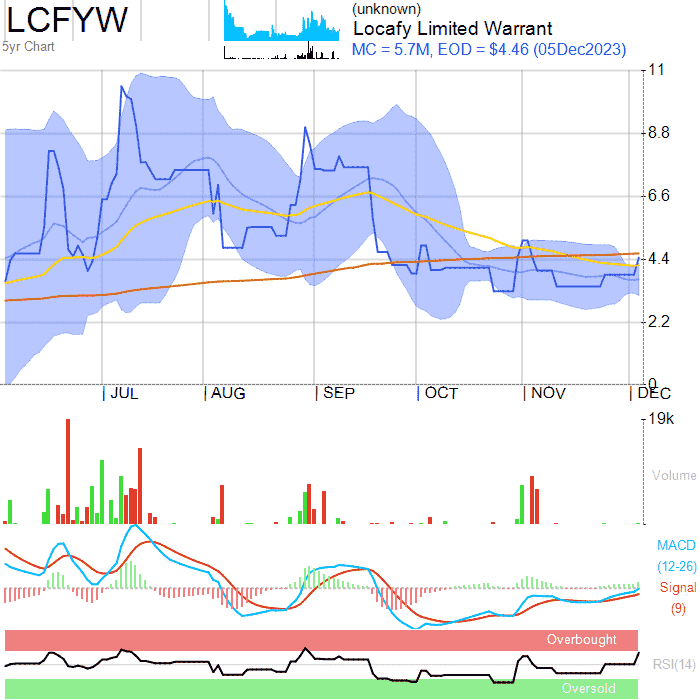 LCFYW
5yr Chart
(unknown)
Locafy Limited Warrant
MC = 5.7M, EOD = $4.46 (05Dec2023)
11
8.8
6.6
4.4
2.2
0
JUL AUG SEP OCT NOV DEC
19k
Volume
MACD
(12-26)
Signal
(9)
Overbought
RSI(14)
Oversold